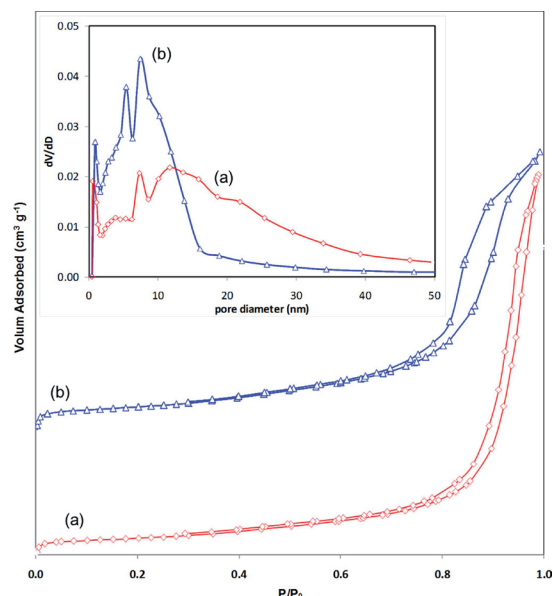 0.05
0.04
0.03
0.02
0.01
0.00
dV/dD
(b)
(a)
0
10
20
30
40
50
pore diameter (nm)
Volum Adsorbed (cm³ g⁻¹)
(b)
(a)
0.0
0.2
0.4
0.6
0.8
1.0
P/P₀